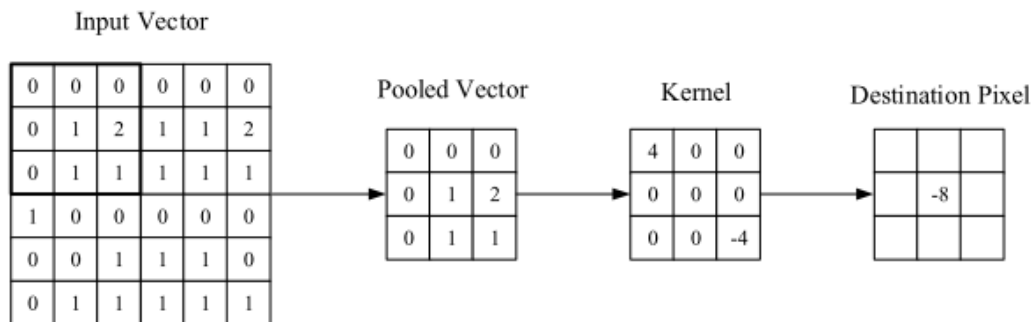 Input Vector
0 0 0 0 0 0
0 1 2 1 1 2
0 1 1 1 1 1
1 0 0 0 0 0
0 0 1 1 1 0
0 1 1 1 1 1
Pooled Vector
0 0 0
0 1 2
0 1 1
Kernel
4 0 0
0 0 0
0 0 -4
Destination Pixel
-8